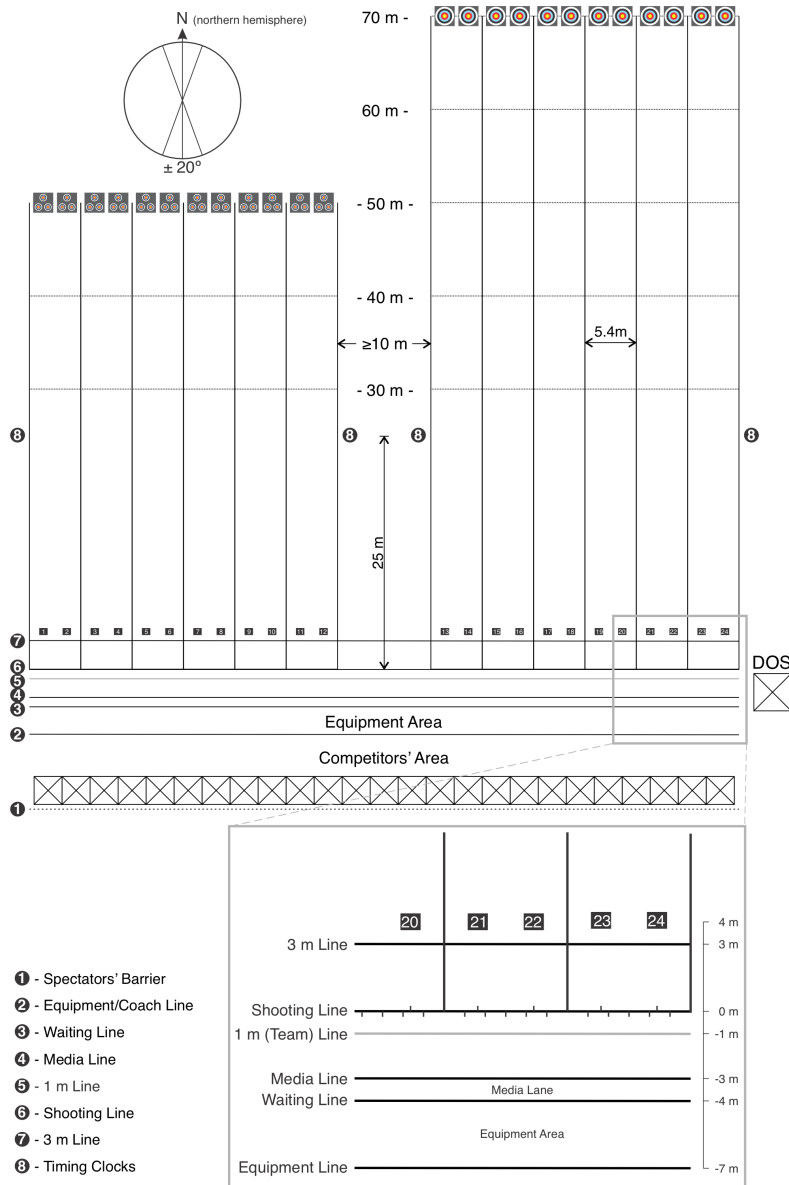 N (northern hemisphere)
± 20º
70 m -
60 m -
- 50 m -
- 40 m -
≥10 m
5.4m
- 30 m -
8 8 8 8
25 m
1 2 3 4 5 6 7 8 9 10 11 12 13 14 15 16 17 18 19 20 21 22 23 24
7
6
5
4
3
DOS
Equipment Area
2
Competitors' Area
1
20 21 22 23 24
4 m
3 m Line
3 m
Shooting Line
0 m
1 m (Team) Line
-1 m
Media Line
-3 m
Media Lane
Waiting Line
-4 m
Equipment Area
Equipment Line
-7 m
1 - Spectators' Barrier
2 - Equipment/Coach Line
3 - Waiting Line
4 - Media Line
5 - 1 m Line
6 - Shooting Line
7 - 3 m Line
8 - Timing Clocks